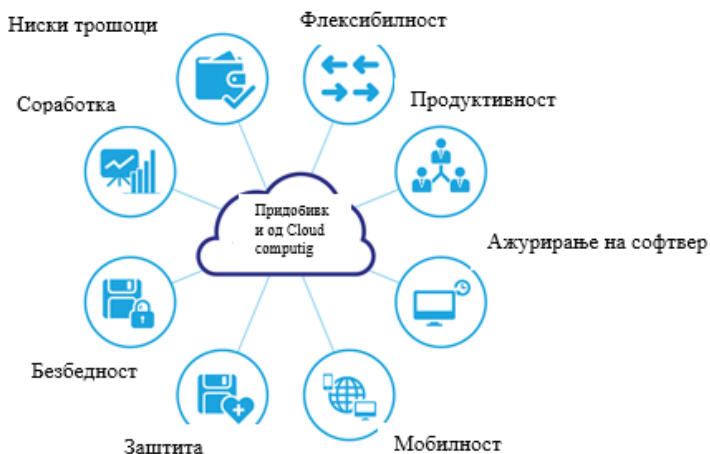 Ниски трошоци
Флексибилност
Соработка
Продуктивност
Придобивк
и од Cloud
computig
Ажурирање на софтвер
Безбедност
Заштита
Мобилност